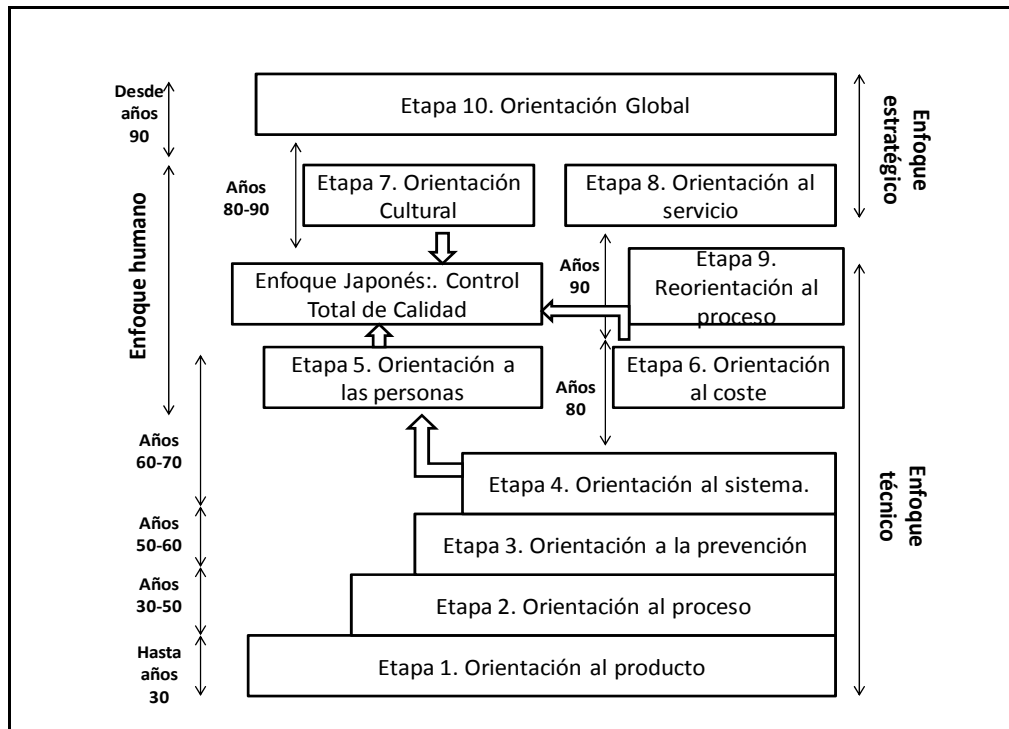 Desde
años
90
Etapa 10. Orientación Global
Enfoque
estratégico
Años
80-90
Etapa 7. Orientación
Cultural
Etapa 8. Orientación al
servicio
Enfoque humano
Enfoque Japonés:. Control
Total de Calidad
Años
90
Etapa 9.
Reorientación al
proceso
Etapa 5. Orientación a
las personas
Años
80
Etapa 6. Orientación
al coste
Años
60-70
Etapa 4. Orientación al sistema.
Enfoque
técnico
Años
50-60
Etapa 3. Orientación a la prevención
Años
30-50
Etapa 2. Orientación al proceso
Hasta
años
30
Etapa 1. Orientación al producto